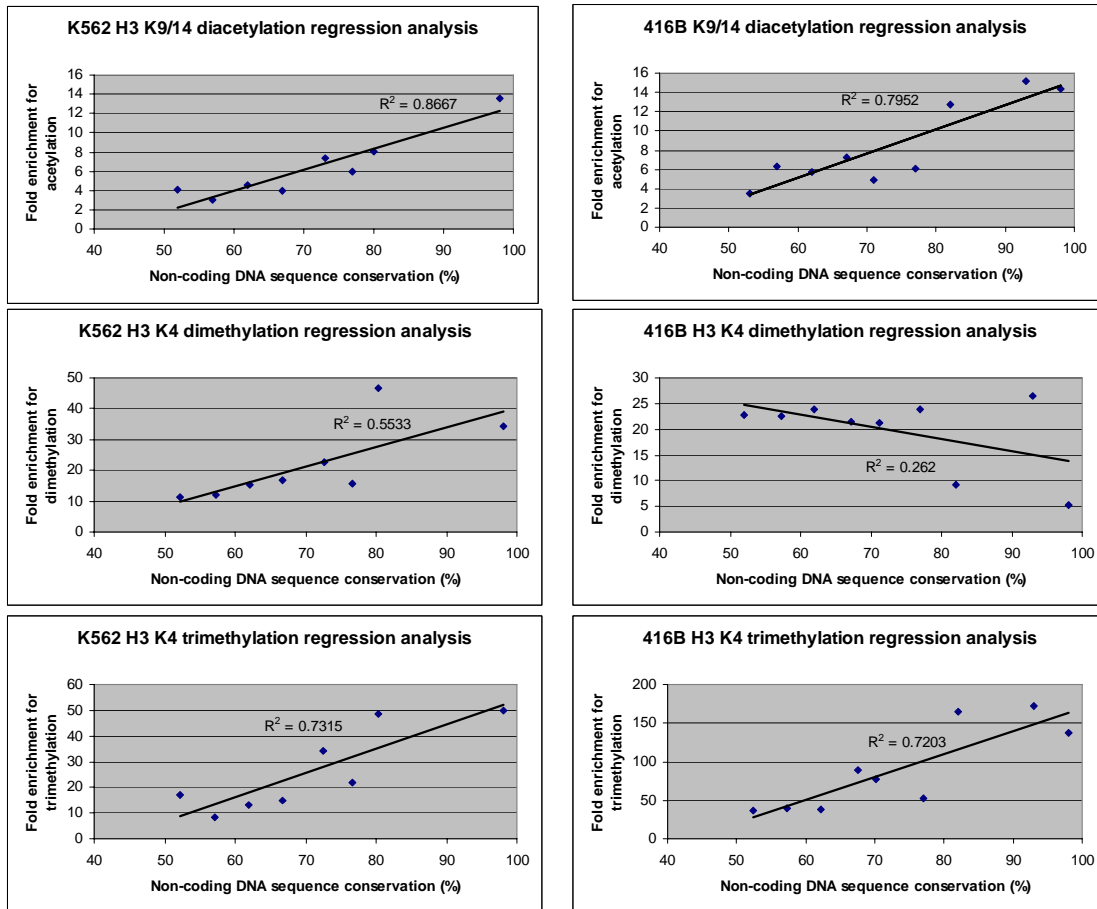 K562 H3 K9/14 diacetylation regression analysis
Fold enrichment for
acetylation
16
14
12
10
8
6
4
2
0
R² = 0.8667
40 50 60 70 80 90 100
Non-coding DNA sequence conservation (%)
416B K9/14 diacetylation regression analysis
Fold enrichment for
acetylation
16
14
12
10
8
6
4
2
0
R² = 0.7952
40 50 60 70 80 90 100
Non-coding DNA sequence conservation (%)
K562 H3 K4 dimethylation regression analysis
Fold enrichment for
dimethylation
50
40
30
20
10
0
R² = 0.5533
40 50 60 70 80 90 100
Non-coding DNA sequence conservation (%)
416B H3 K4 dimethylation regression analysis
Fold enrichment for
dimethylation
30
25
20
15
10
5
0
R² = 0.262
40 50 60 70 80 90 100
Non-coding DNA sequence conservation (%)
K562 H3 K4 trimethylation regression analysis
Fold enrichment for
trimethylation
60
50
40
30
20
10
0
R² = 0.7315
40 50 60 70 80 90 100
Non-coding DNA sequence conservation (%)
416B H3 K4 trimethylation regression analysis
Fold enrichment for
trimethylation
200
150
100
50
0
R² = 0.7203
40 50 60 70 80 90 100
Non-coding DNA sequence conservation (%)